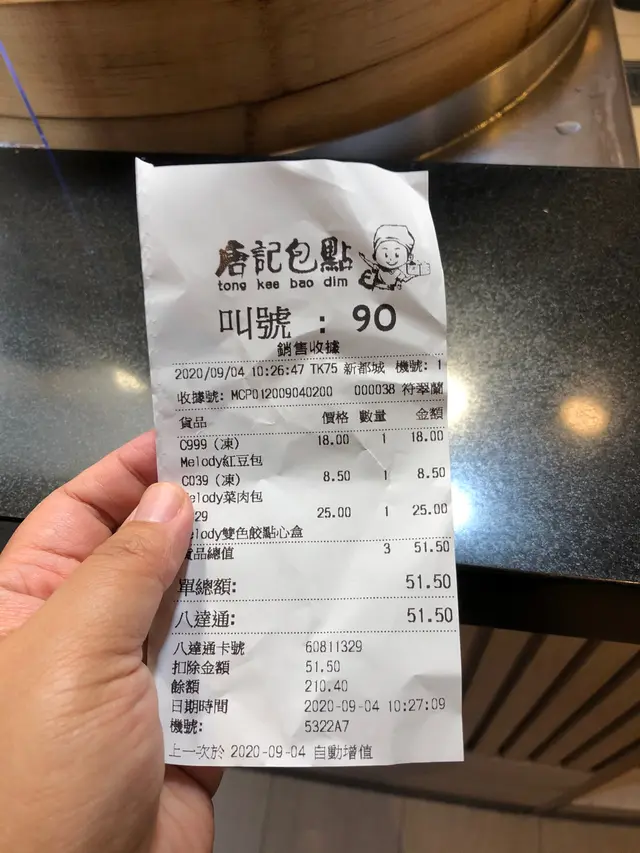 唐記包點
tong kee bao dim
叫號 : 90
銷售收據
2020/09/04 10:26:47 TK75 新都城 機號: 1
收據號: MCP012009040200 000038 符翠蘭
貨品 價格 數量 金額
C999 (凍) 18.00 1 18.00
Melody紅豆包
C039 (凍) 8.50 1 8.50
elody菜肉包
29 25.00 1 25.00
elody雙色餃點心盒
貨品總值 3 51.50
單總額: 51.50
八達通: 51.50
八達通卡號 60811329
扣除金額 51.50
餘額 210.40
日期時間 2020-09-04 10:27:09
機號: 5322A7
上一次於 2020-09-04 自動增值